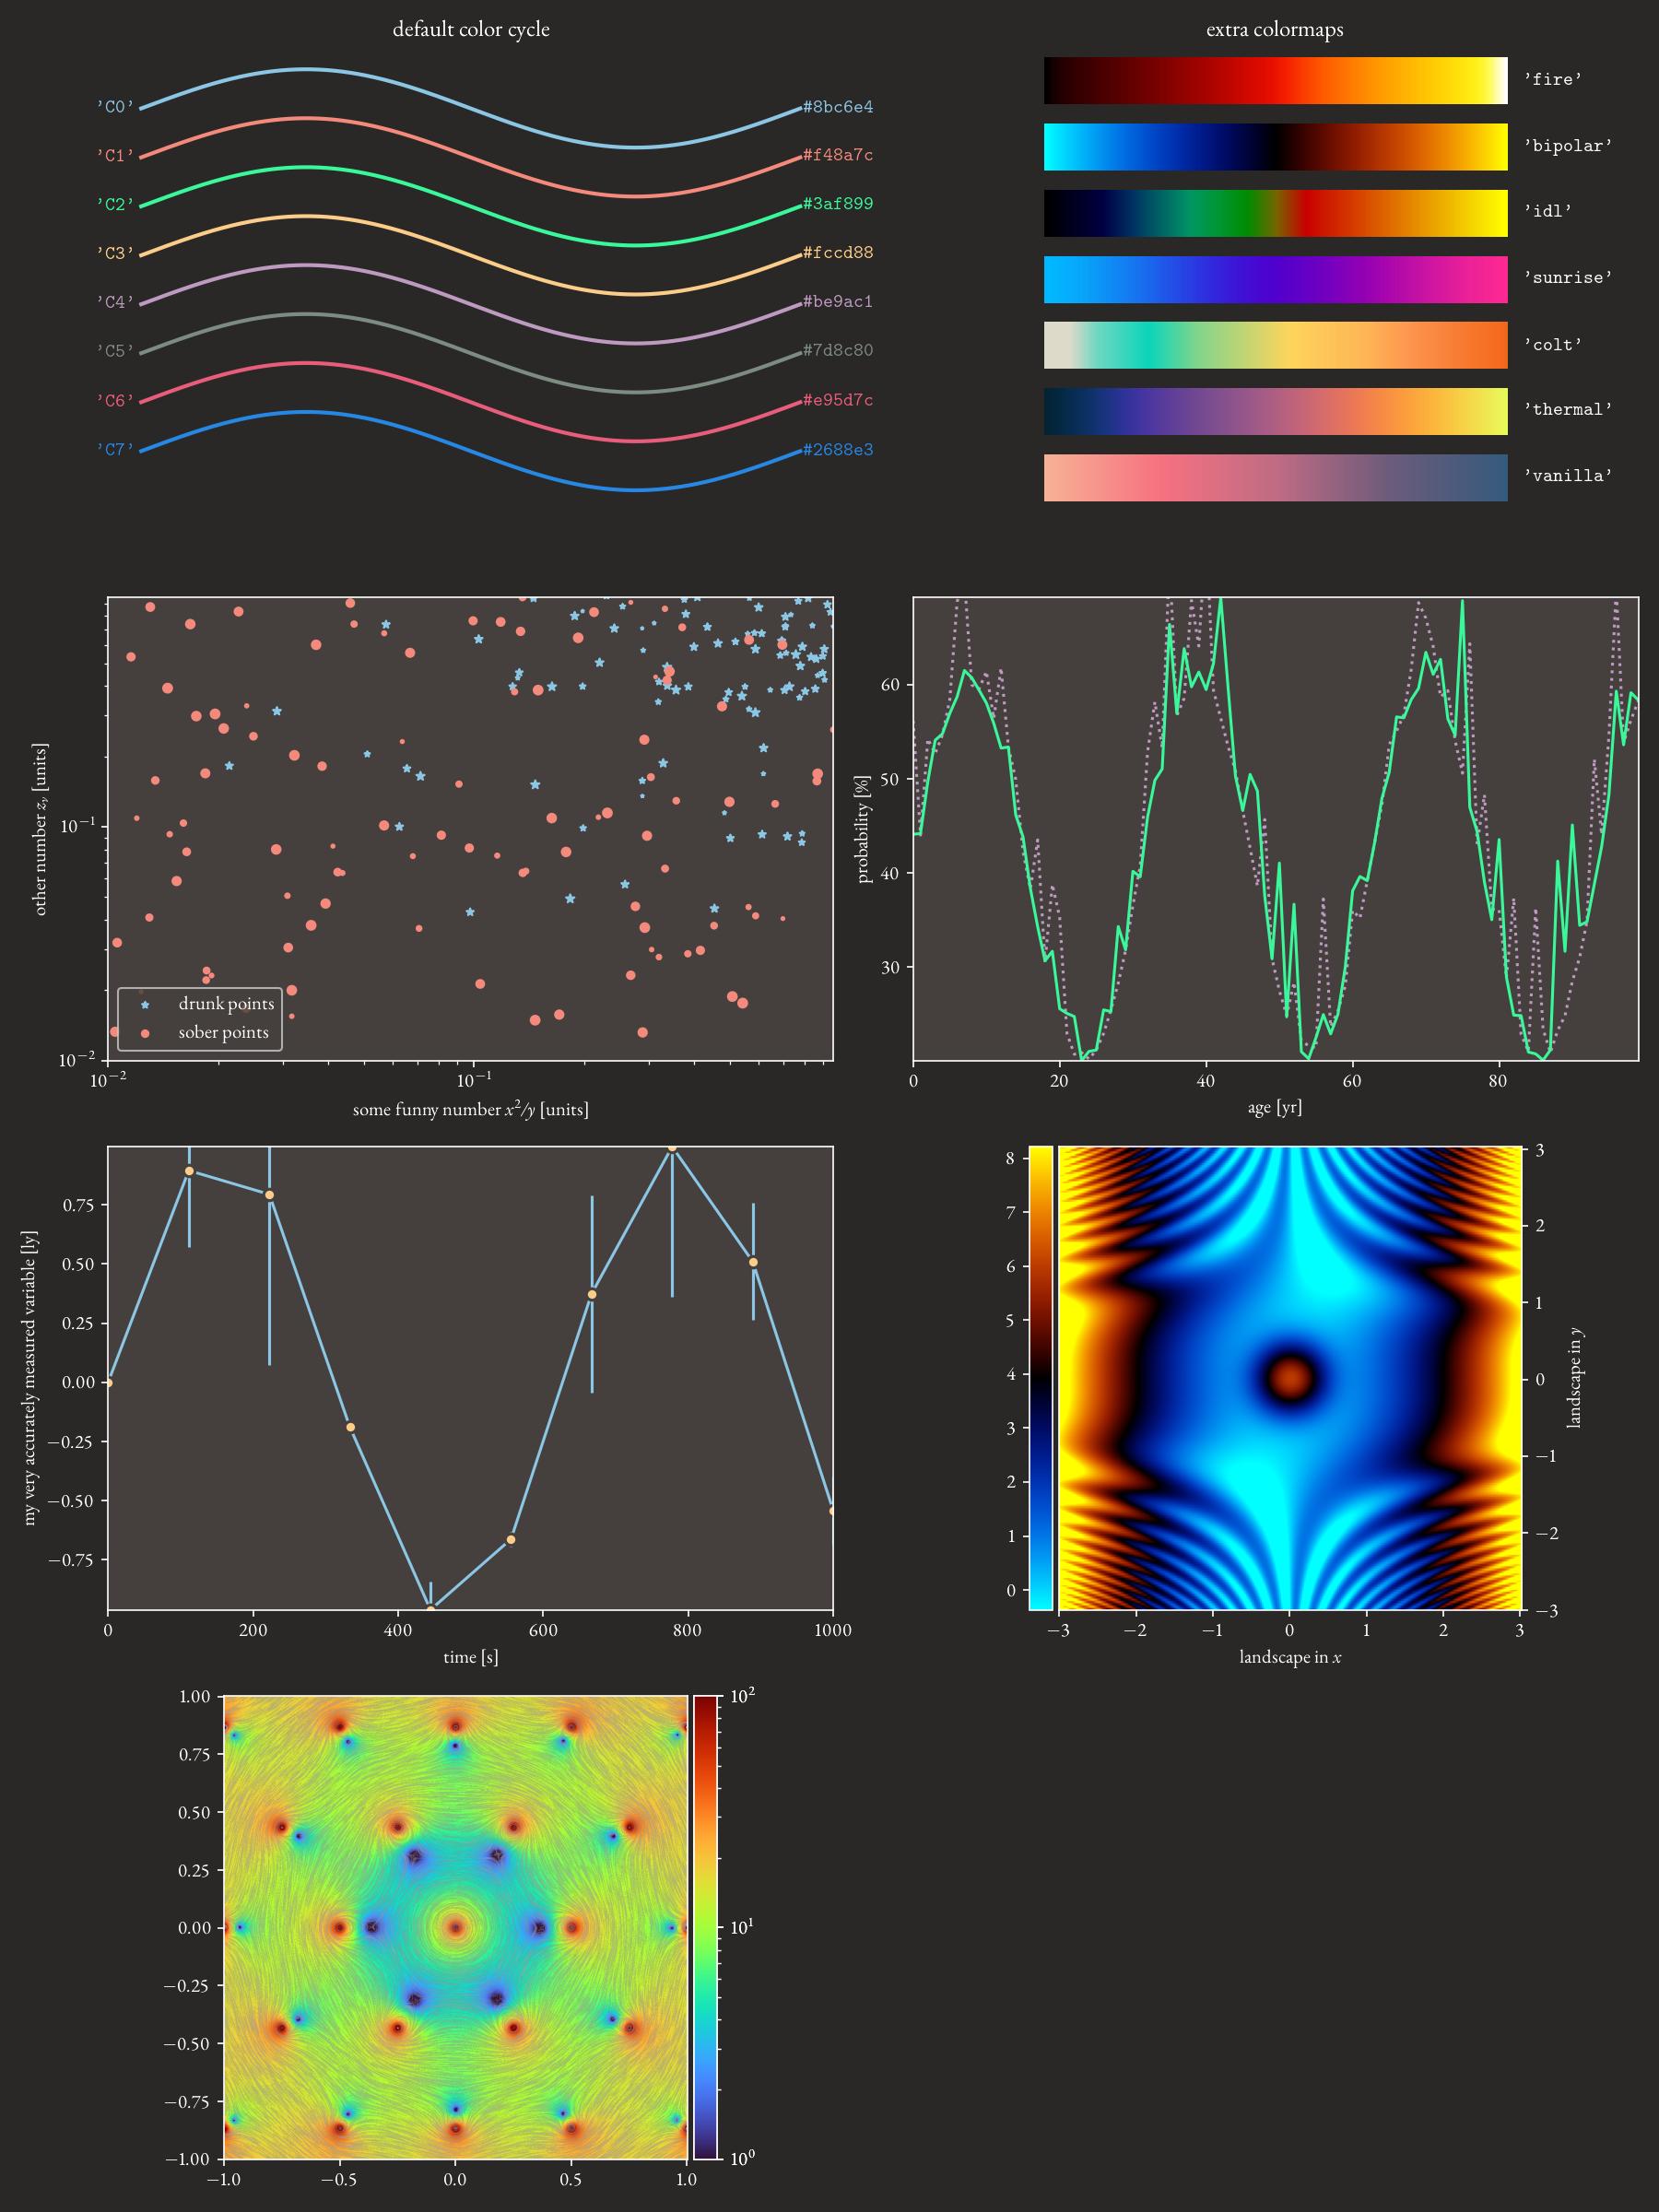 default color cycle
'C0' #8bc6e4
'C1' #f48a7c
'C2' #3af899
'C3' #fccd88
'C4' #be9ac1
'C5' #7d8c80
'C6' #e95d7c
'C7' #2688e3
extra colormaps
'fire'
'bipolar'
'idl'
'sunrise'
'colt'
'thermal'
'vanilla'
other number zᵧ [units]
10⁻¹
10⁻²
drunk points
sober points
10⁻² 10⁻¹
some funny number x²/y [units]
probability [%]
60
50
40
30
0 20 40 60 80
age [yr]
my very accurately measured variable [ly]
0.75
0.50
0.25
0.00
−0.25
−0.50
−0.75
0 200 400 600 800 1000
time [s]
8
7
6
5
4
3
2
1
0
3
2
1
0
−1
−2
−3
landscape in y
−3 −2 −1 0 1 2 3
landscape in x
1.00
0.75
0.50
0.25
0.00
−0.25
−0.50
−0.75
−1.00
−1.0 −0.5 0.0 0.5 1.0
10²
10¹
10⁰